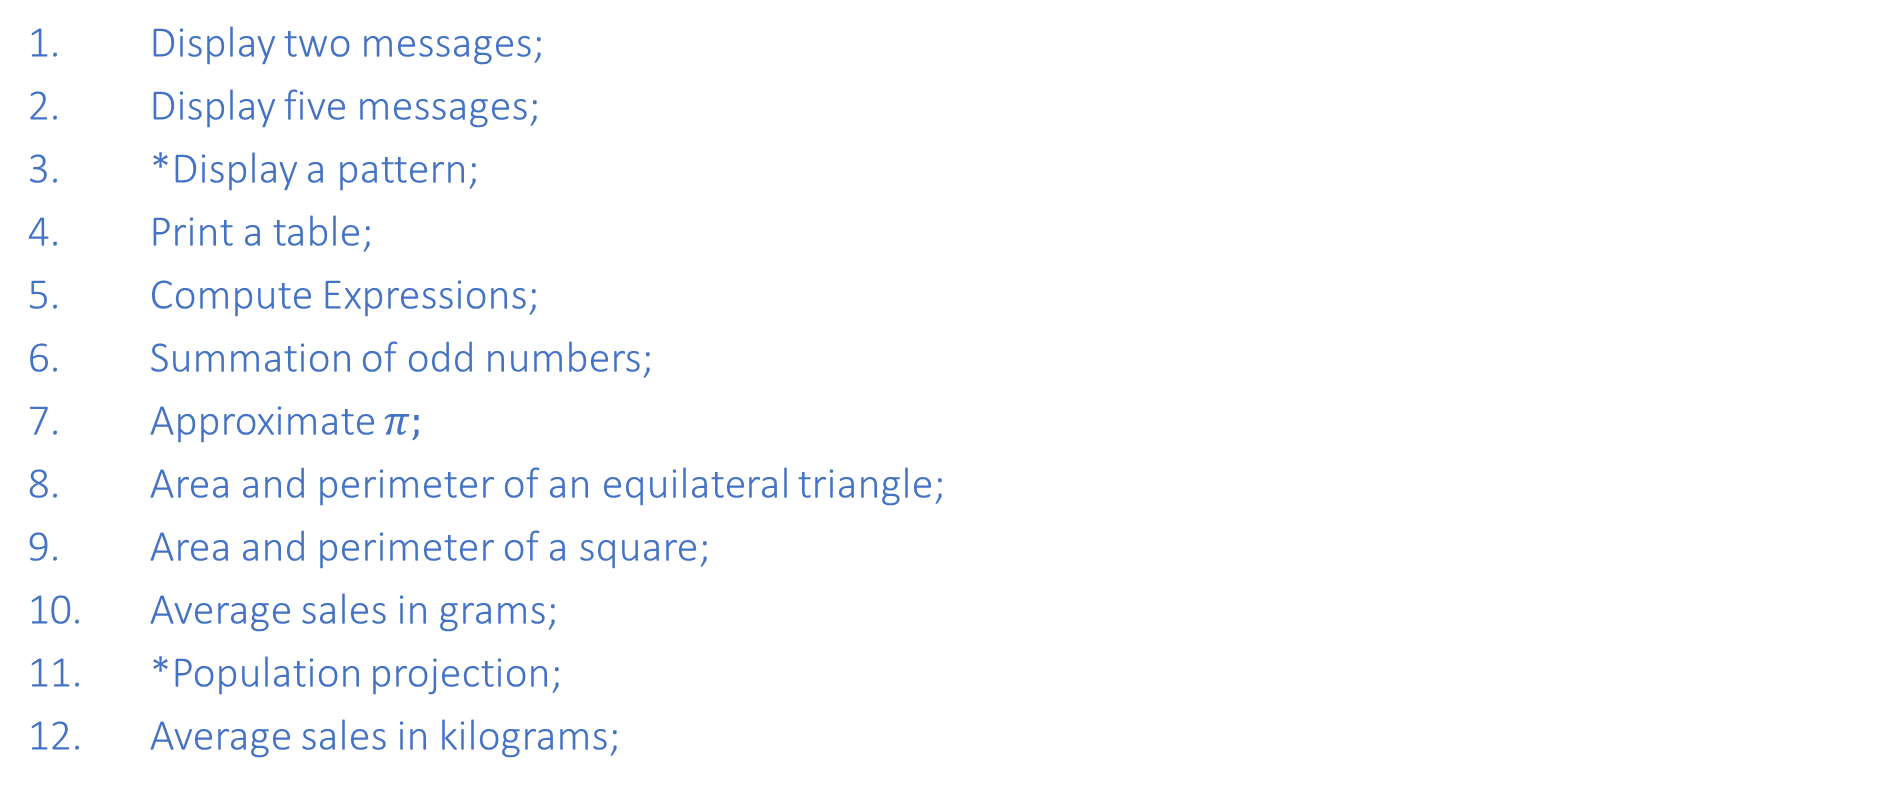 1. Display two messages;
2. Display five messages;
3. *Display a pattern;
4. Print a table;
5. Compute Expressions;
6. Summation of odd numbers;
7. Approximate 𝜋;
8. Area and perimeter of an equilateral triangle;
9. Area and perimeter of a square;
10. Average sales in grams;
11. *Population projection;
12. Average sales in kilograms;